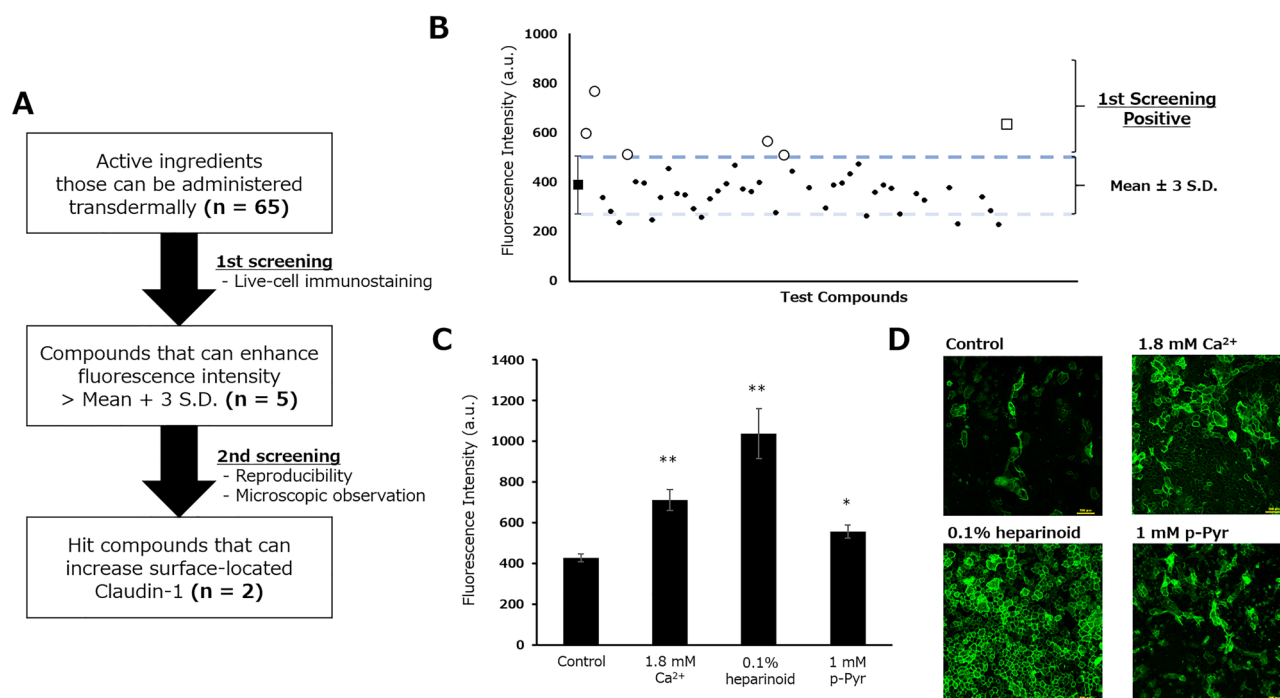 A
Active ingredients
those can be administered
transdermally (n = 65)
1st screening
- Live-cell immunostaining
Compounds that can enhance
fluorescence intensity
> Mean + 3 S.D. (n = 5)
2nd screening
- Reproducibility
- Microscopic observation
Hit compounds that can
increase surface-located
Claudin-1 (n = 2)
B
Fluorescence Intensity (a.u.)
1000
800
600
400
200
0
Test Compounds
1st Screening
Positive
Mean ± 3 S.D.
C
Fluorescence Intensity (a.u.)
1400
1200
1000
800
600
400
200
0
**
**
*
Control
1.8 mM
Ca²⁺
0.1%
heparinoid
1 mM
p-Pyr
D
Control
1.8 mM Ca²⁺
0.1% heparinoid
1 mM p-Pyr